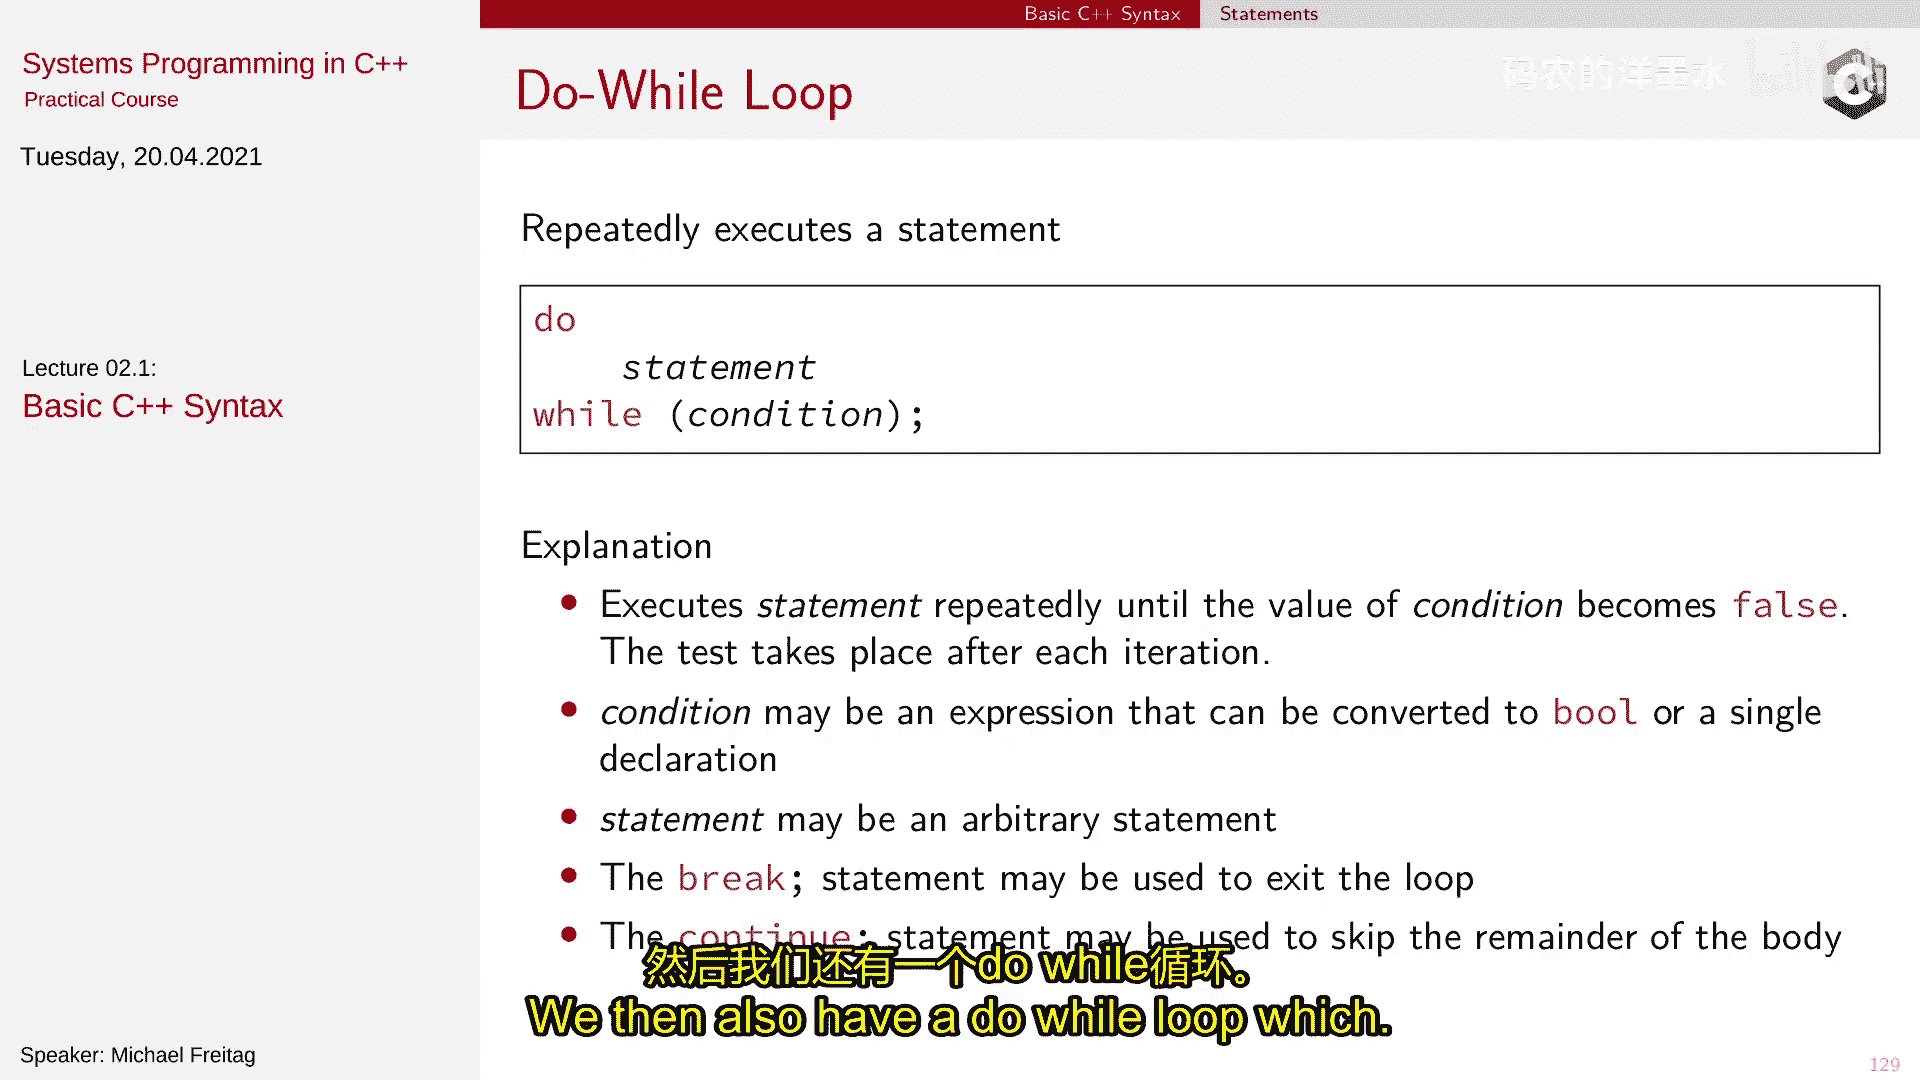 Basic C++ Syntax
Statements
Systems Programming in C++
Practical Course
Tuesday, 20.04.2021
Lecture 02.1:
Basic C++ Syntax
Speaker: Michael Freitag
Do-While Loop
码农的洋墨水
Repeatedly executes a statement
do
statement
while (condition);
Explanation
• Executes statement repeatedly until the value of condition becomes false.
The test takes place after each iteration.
• condition may be an expression that can be converted to bool or a single
declaration
• statement may be an arbitrary statement
• The break; statement may be used to exit the loop
• The continue; statement may be used to skip the remainder of the body
然后我们还有一个do while循环。
We then also have a do while loop which.
129